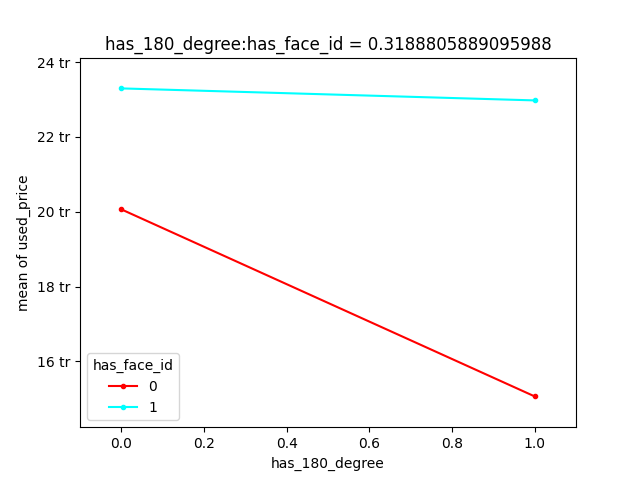 has_180_degree:has_face_id = 0.3188805889095988
24 tr
22 tr
20 tr
18 tr
16 tr
mean of used_price
has_face_id
0
1
0.0 0.2 0.4 0.6 0.8 1.0
has_180_degree